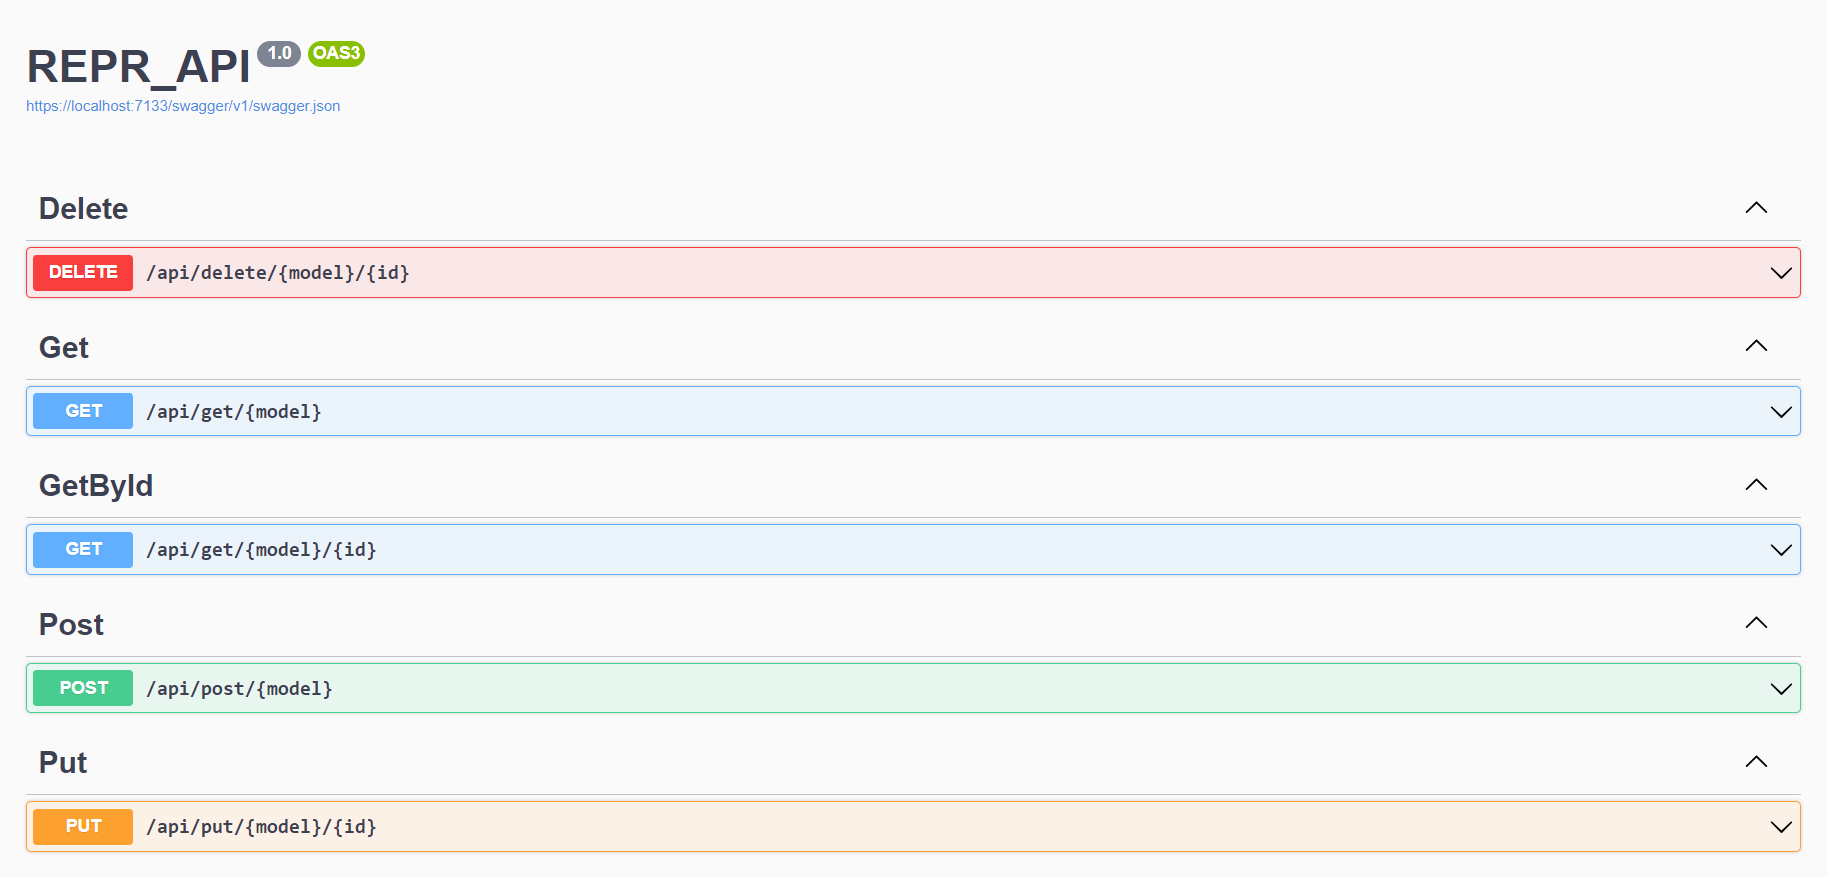 REPR_API 1.0 OAS3
https://localhost:7133/swagger/v1/swagger.json
Delete
DELETE /api/delete/{model}/{id}
Get
GET /api/get/{model}
GetById
GET /api/get/{model}/{id}
Post
POST /api/post/{model}
Put
PUT /api/put/{model}/{id}